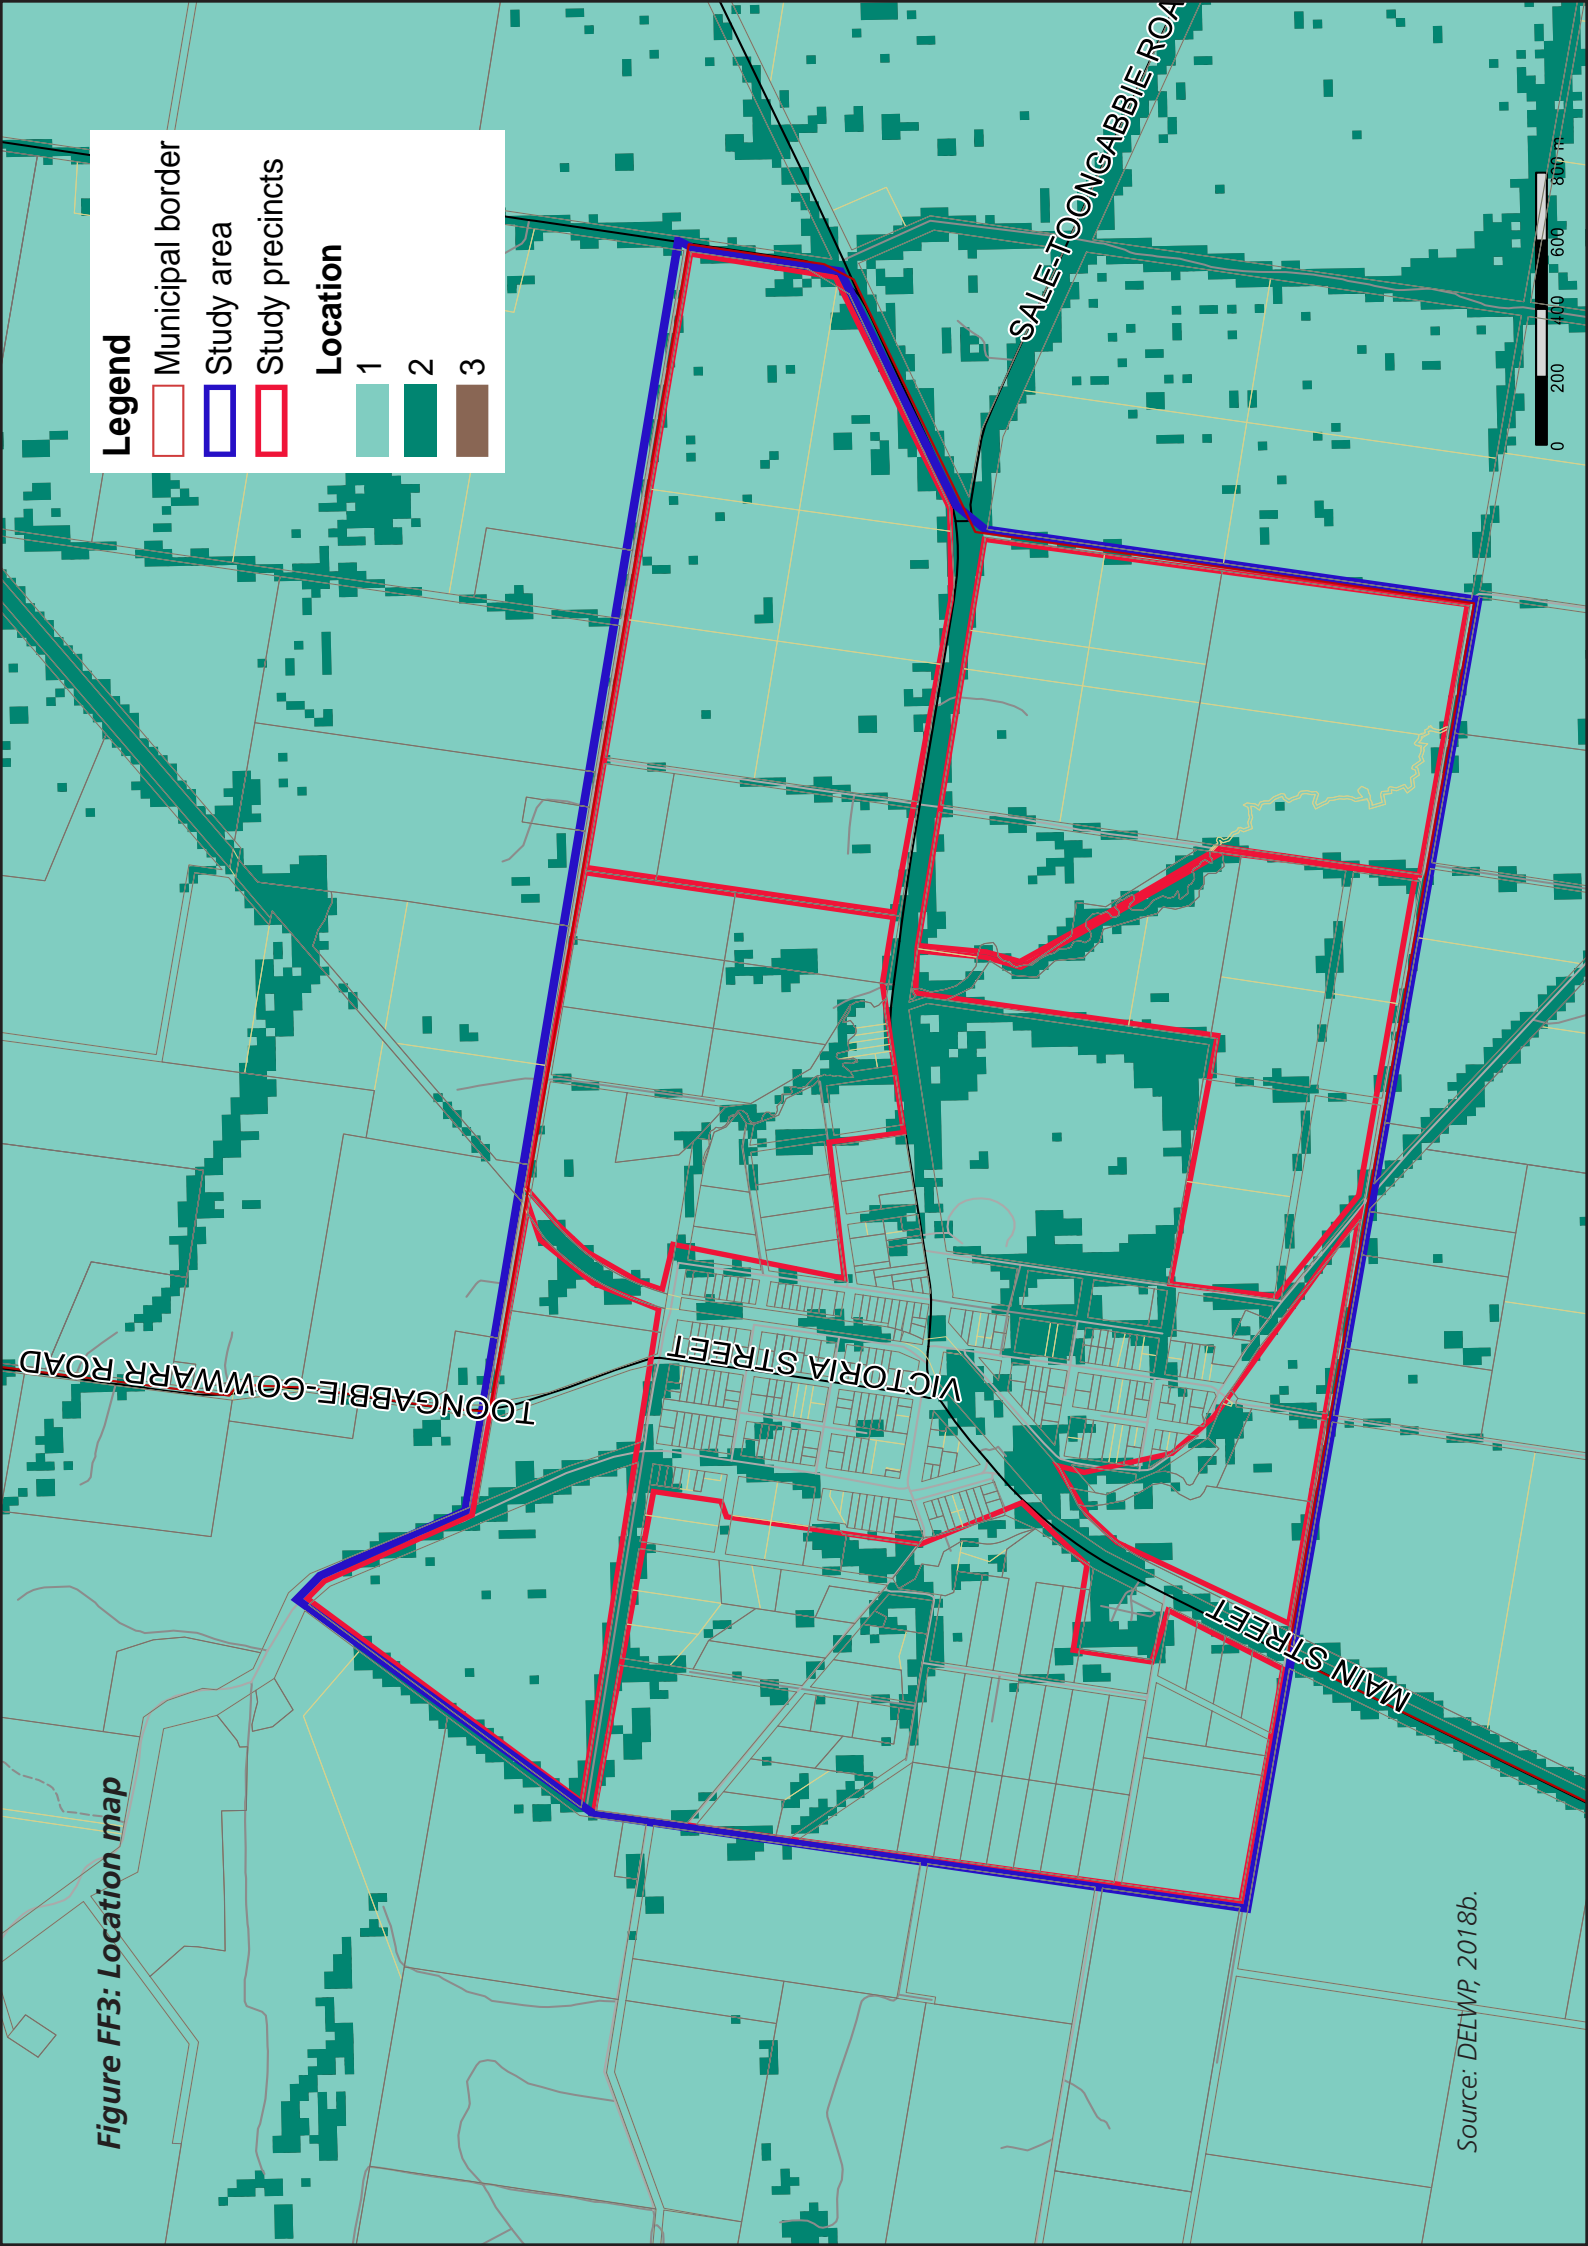 Figure FF3: Location map
Legend
Municipal border
Study area
Study precincts
Location
1
2
3
TOONGABBIE-COWWARR ROAD
VICTORIA STREET
MAIN STREET
SALE-TOONGABBIE ROA
0 200 400 600 800 m
Source: DELWP, 2018b.